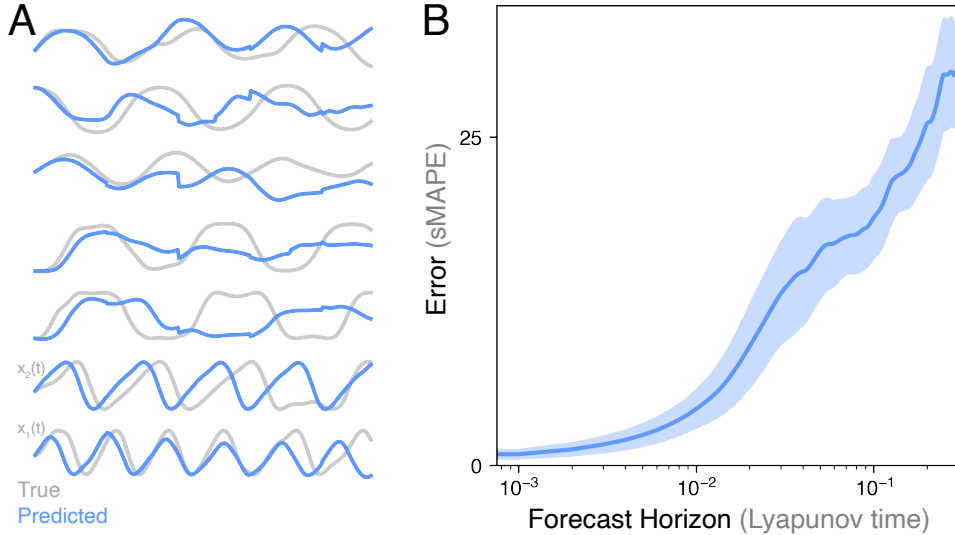 A
x₂(t)
x₁(t)
True
Predicted
B
25
0
Error (sMAPE)
10⁻³
10⁻²
10⁻¹
Forecast Horizon (Lyapunov time)